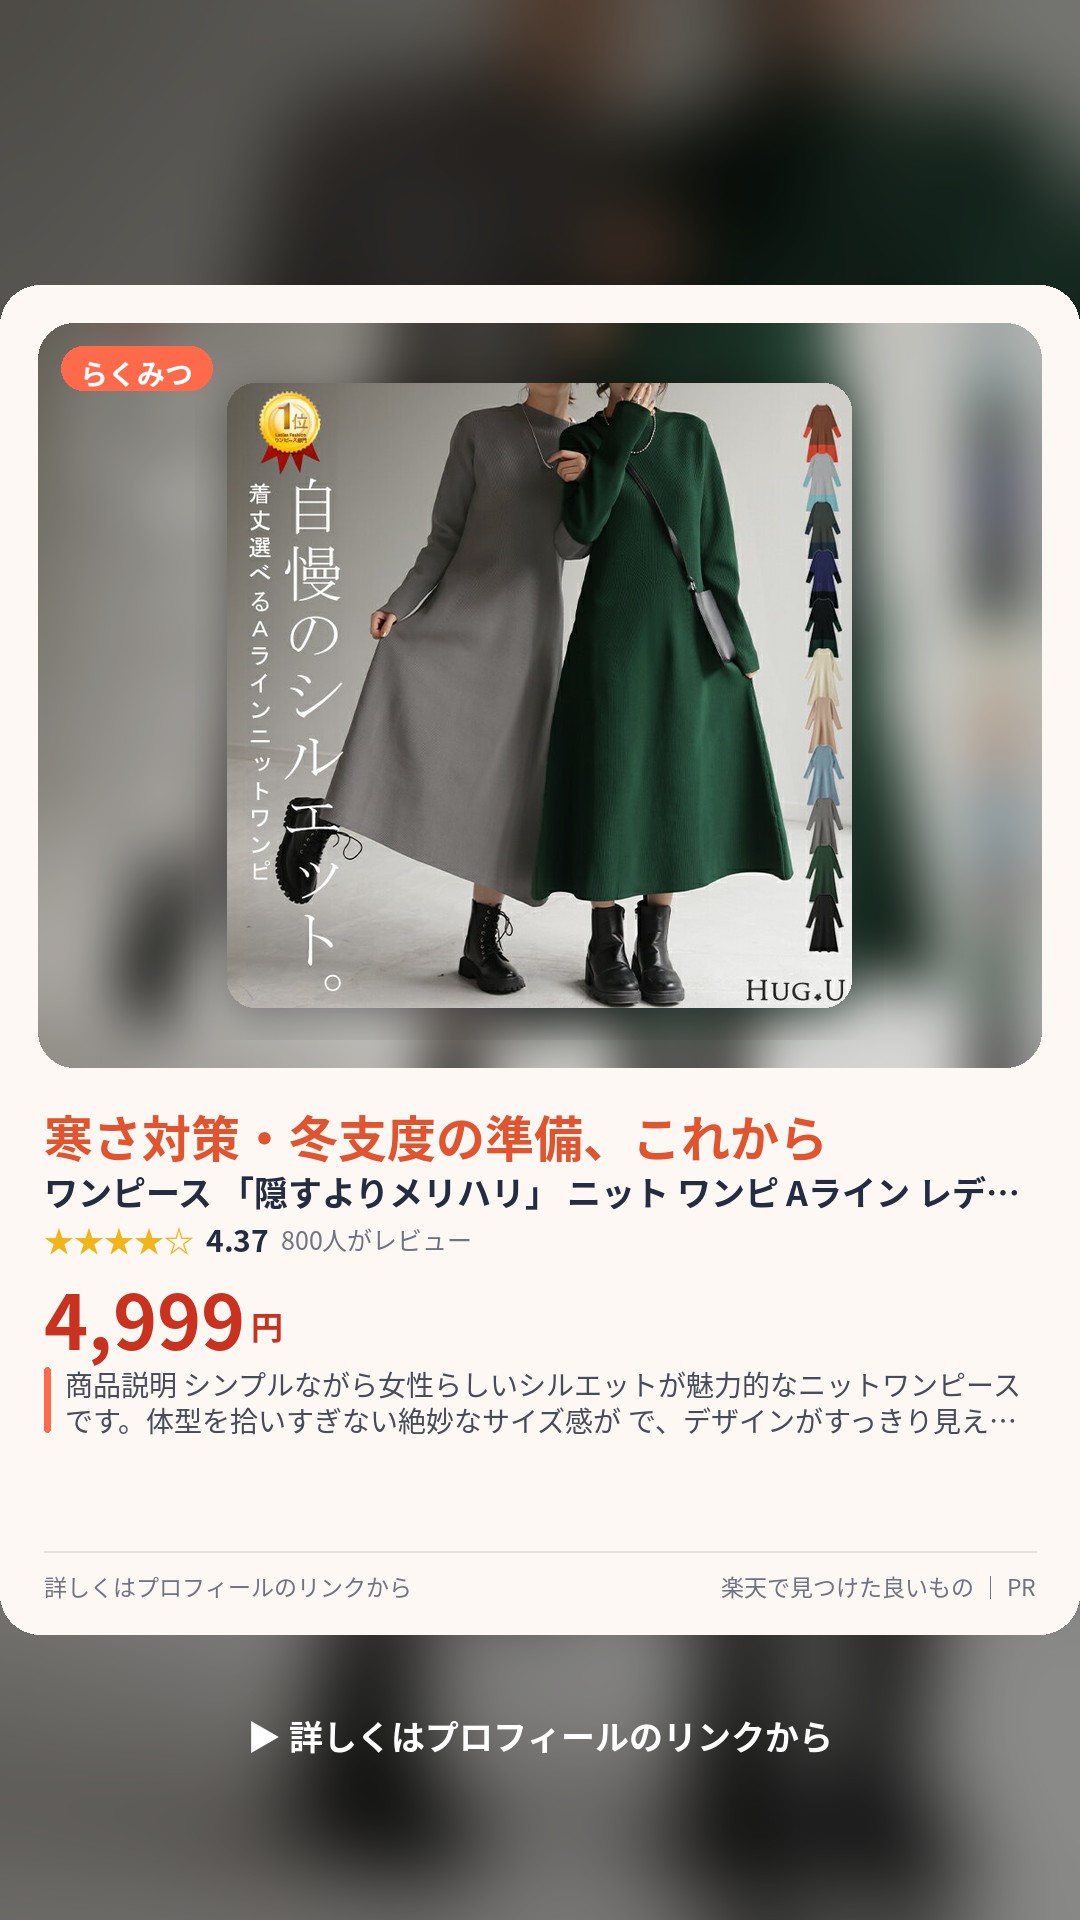 らくみつ
1位
自慢のシルエット。
着丈選べるAラインニットワンピ
HUG.U
寒さ対策・冬支度の準備、これから
ワンピース 「隠すよりメリハリ」 ニット ワンピ Aライン レデ…
★★★★☆ 4.37 800人がレビュー
4,999円
商品説明 シンプルながら女性らしいシルエットが魅力的なニットワンピース
です。体型を拾いすぎない絶妙なサイズ感が で、デザインがすっきり見え…
詳しくはプロフィールのリンクから
楽天で見つけた良いもの | PR
▶ 詳しくはプロフィールのリンクから